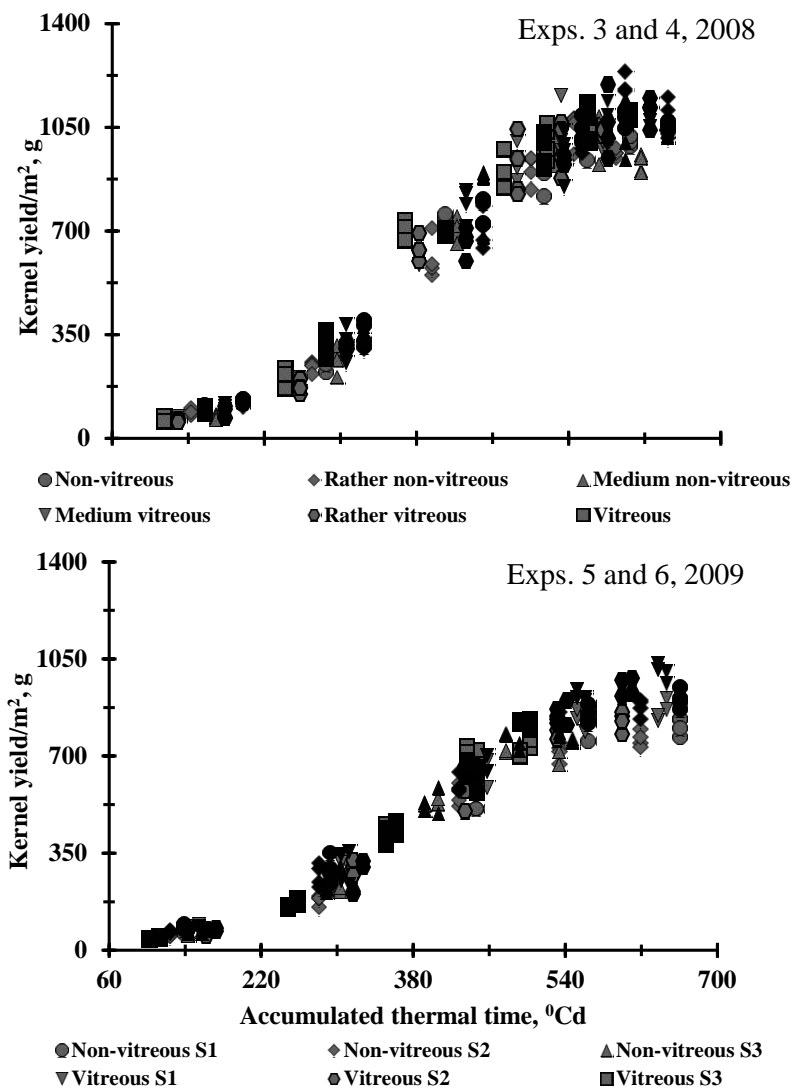 Exps. 3 and 4, 2008
1400
1050
700
350
0
Kernel yield/m², g
Non-vitreous Rather non-vitreous Medium non-vitreous
Medium vitreous Rather vitreous Vitreous
Exps. 5 and 6, 2009
1400
1050
700
350
0
Kernel yield/m², g
60 220 380 540 700
Accumulated thermal time, ⁰Cd
Non-vitreous S1 Non-vitreous S2 Non-vitreous S3
Vitreous S1 Vitreous S2 Vitreous S3